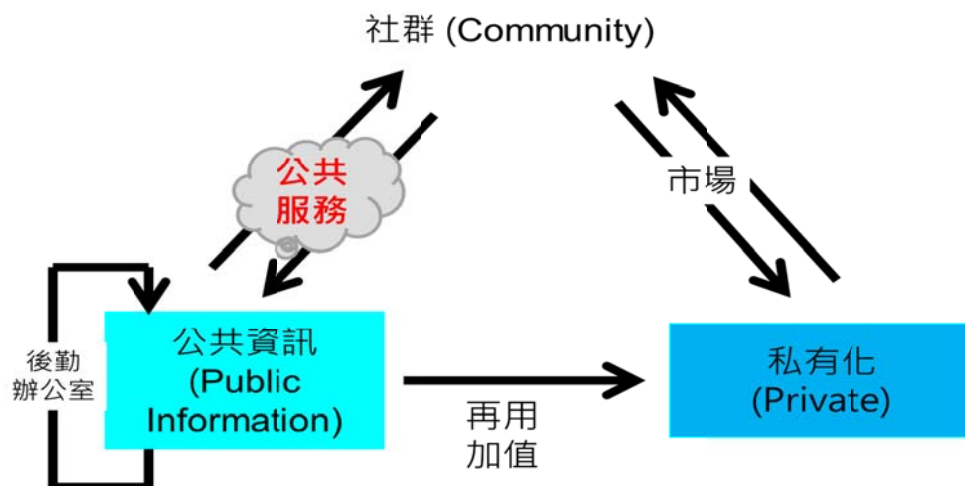 社群 (Community)
公共
服務
@
市場
後勤
辦公室
公共資訊
(Public
Information)
再用
加值
私有化
(Private)